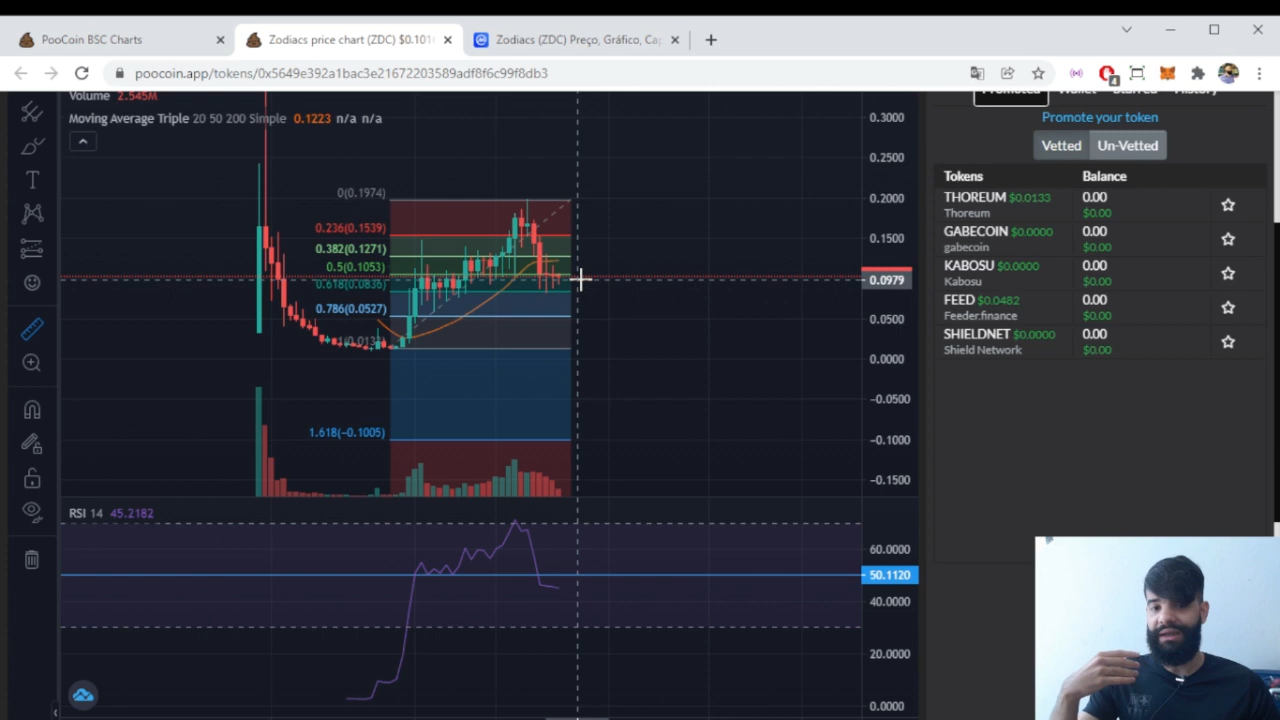 PooCoin BSC Charts
Zodiacs price chart (ZDC) $0.101
Zodiacs (ZDC) Preço, Gráfico, Ca
poocoin.app/tokens/0x5649e392a1bac3e21672203589adf8f6c99f8db3
4
Volume 2.545M
Promoted Wallet Starred History
Moving Average Triple 20 50 200 Simple 0.1223 n/a n/a
Promote your token
Vetted Un-Vetted
Tokens Balance
THOREUM $0.0133 0.00
Thoreum $0.00
GABECOIN $0.0000 0.00
gabecoin $0.00
KABOSU $0.0000 0.00
Kabosu $0.00
FEED $0.0482 0.00
Feeder.finance $0.00
SHIELDNET $0.0000 0.00
Shield Network $0.00
0(0.1974)
0.236(0.1539)
0.382(0.1271)
0.5(0.1053)
0.618(0.0836)
0.786(0.0527)
1.618(−0.1005)
0.3000
0.2500
0.2000
0.1500
0.0979
0.0500
0.0000
−0.0500
−0.1000
−0.1500
RSI 14 45.2182
60.0000
50.1120
40.0000
20.0000
0.0000